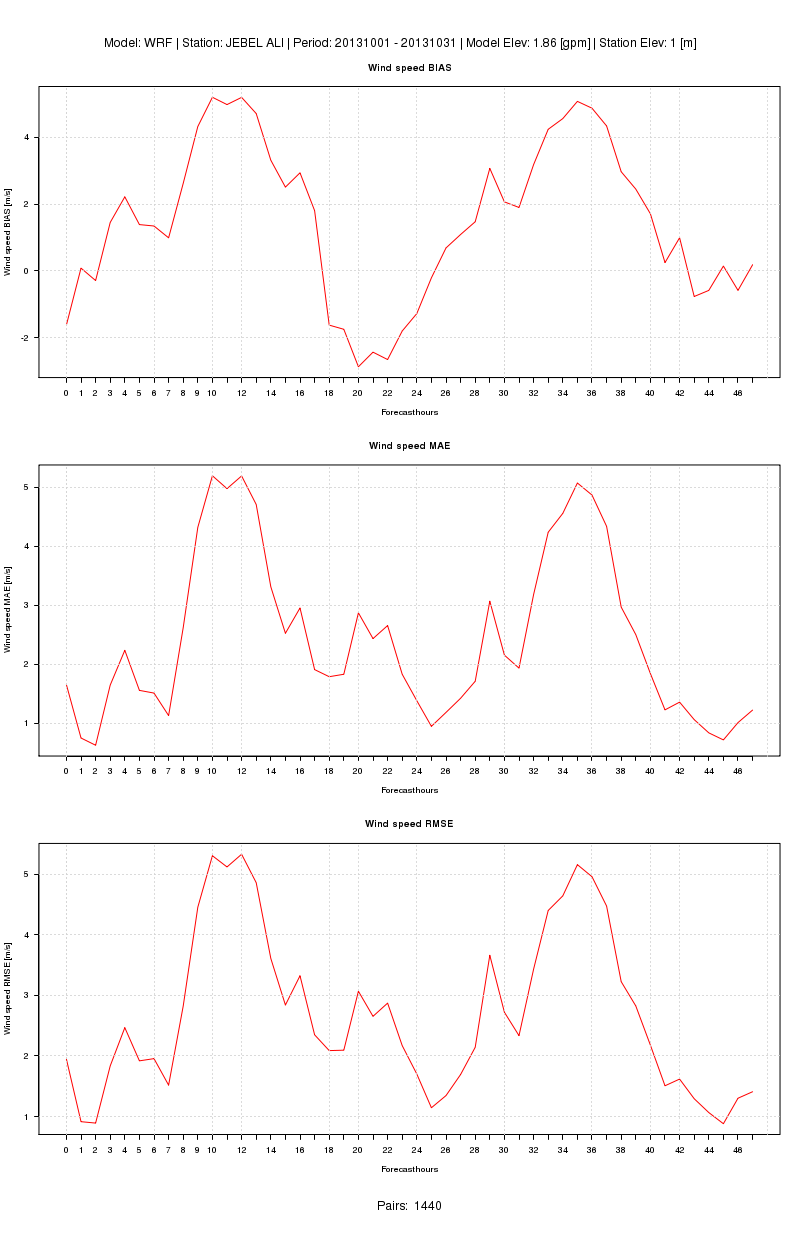 Model: WRF | Station: JEBEL ALI | Period: 20131001 - 20131031 | Model Elev: 1.86 [gpm] | Station Elev: 1 [m]
Wind speed BIAS
Wind speed BIAS [m/s]
4
2
0
-2
0 1 2 3 4 5 6 7 8 9 10 12 14 16 18 20 22 24 26 28 30 32 34 36 38 40 42 44 46
Forecasthours
Wind speed MAE
Wind speed MAE [m/s]
5
4
3
2
1
0 1 2 3 4 5 6 7 8 9 10 12 14 16 18 20 22 24 26 28 30 32 34 36 38 40 42 44 46
Forecasthours
Wind speed RMSE
Wind speed RMSE [m/s]
5
4
3
2
1
0 1 2 3 4 5 6 7 8 9 10 12 14 16 18 20 22 24 26 28 30 32 34 36 38 40 42 44 46
Forecasthours
Pairs: 1440